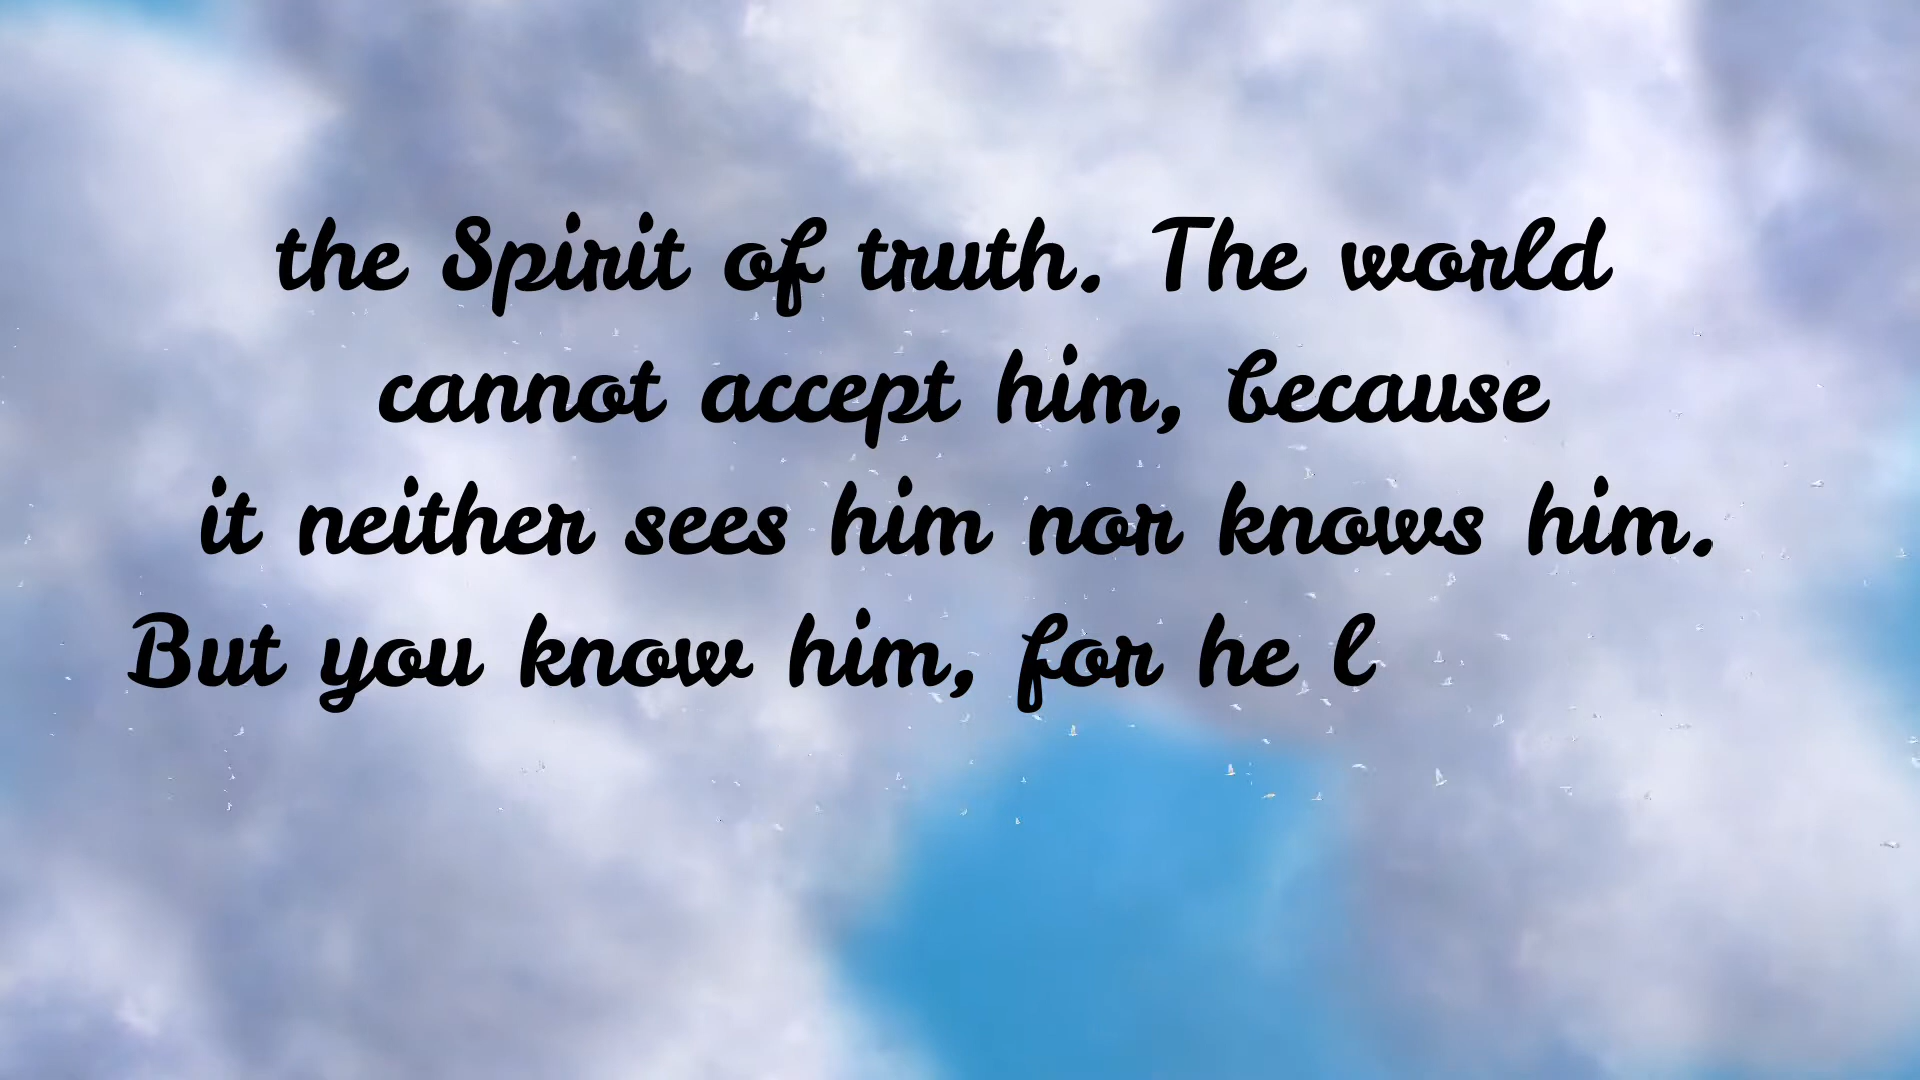 the Spirit of truth. The world
cannot accept him, because
it neither sees him nor knows him.
But you know him, for he l